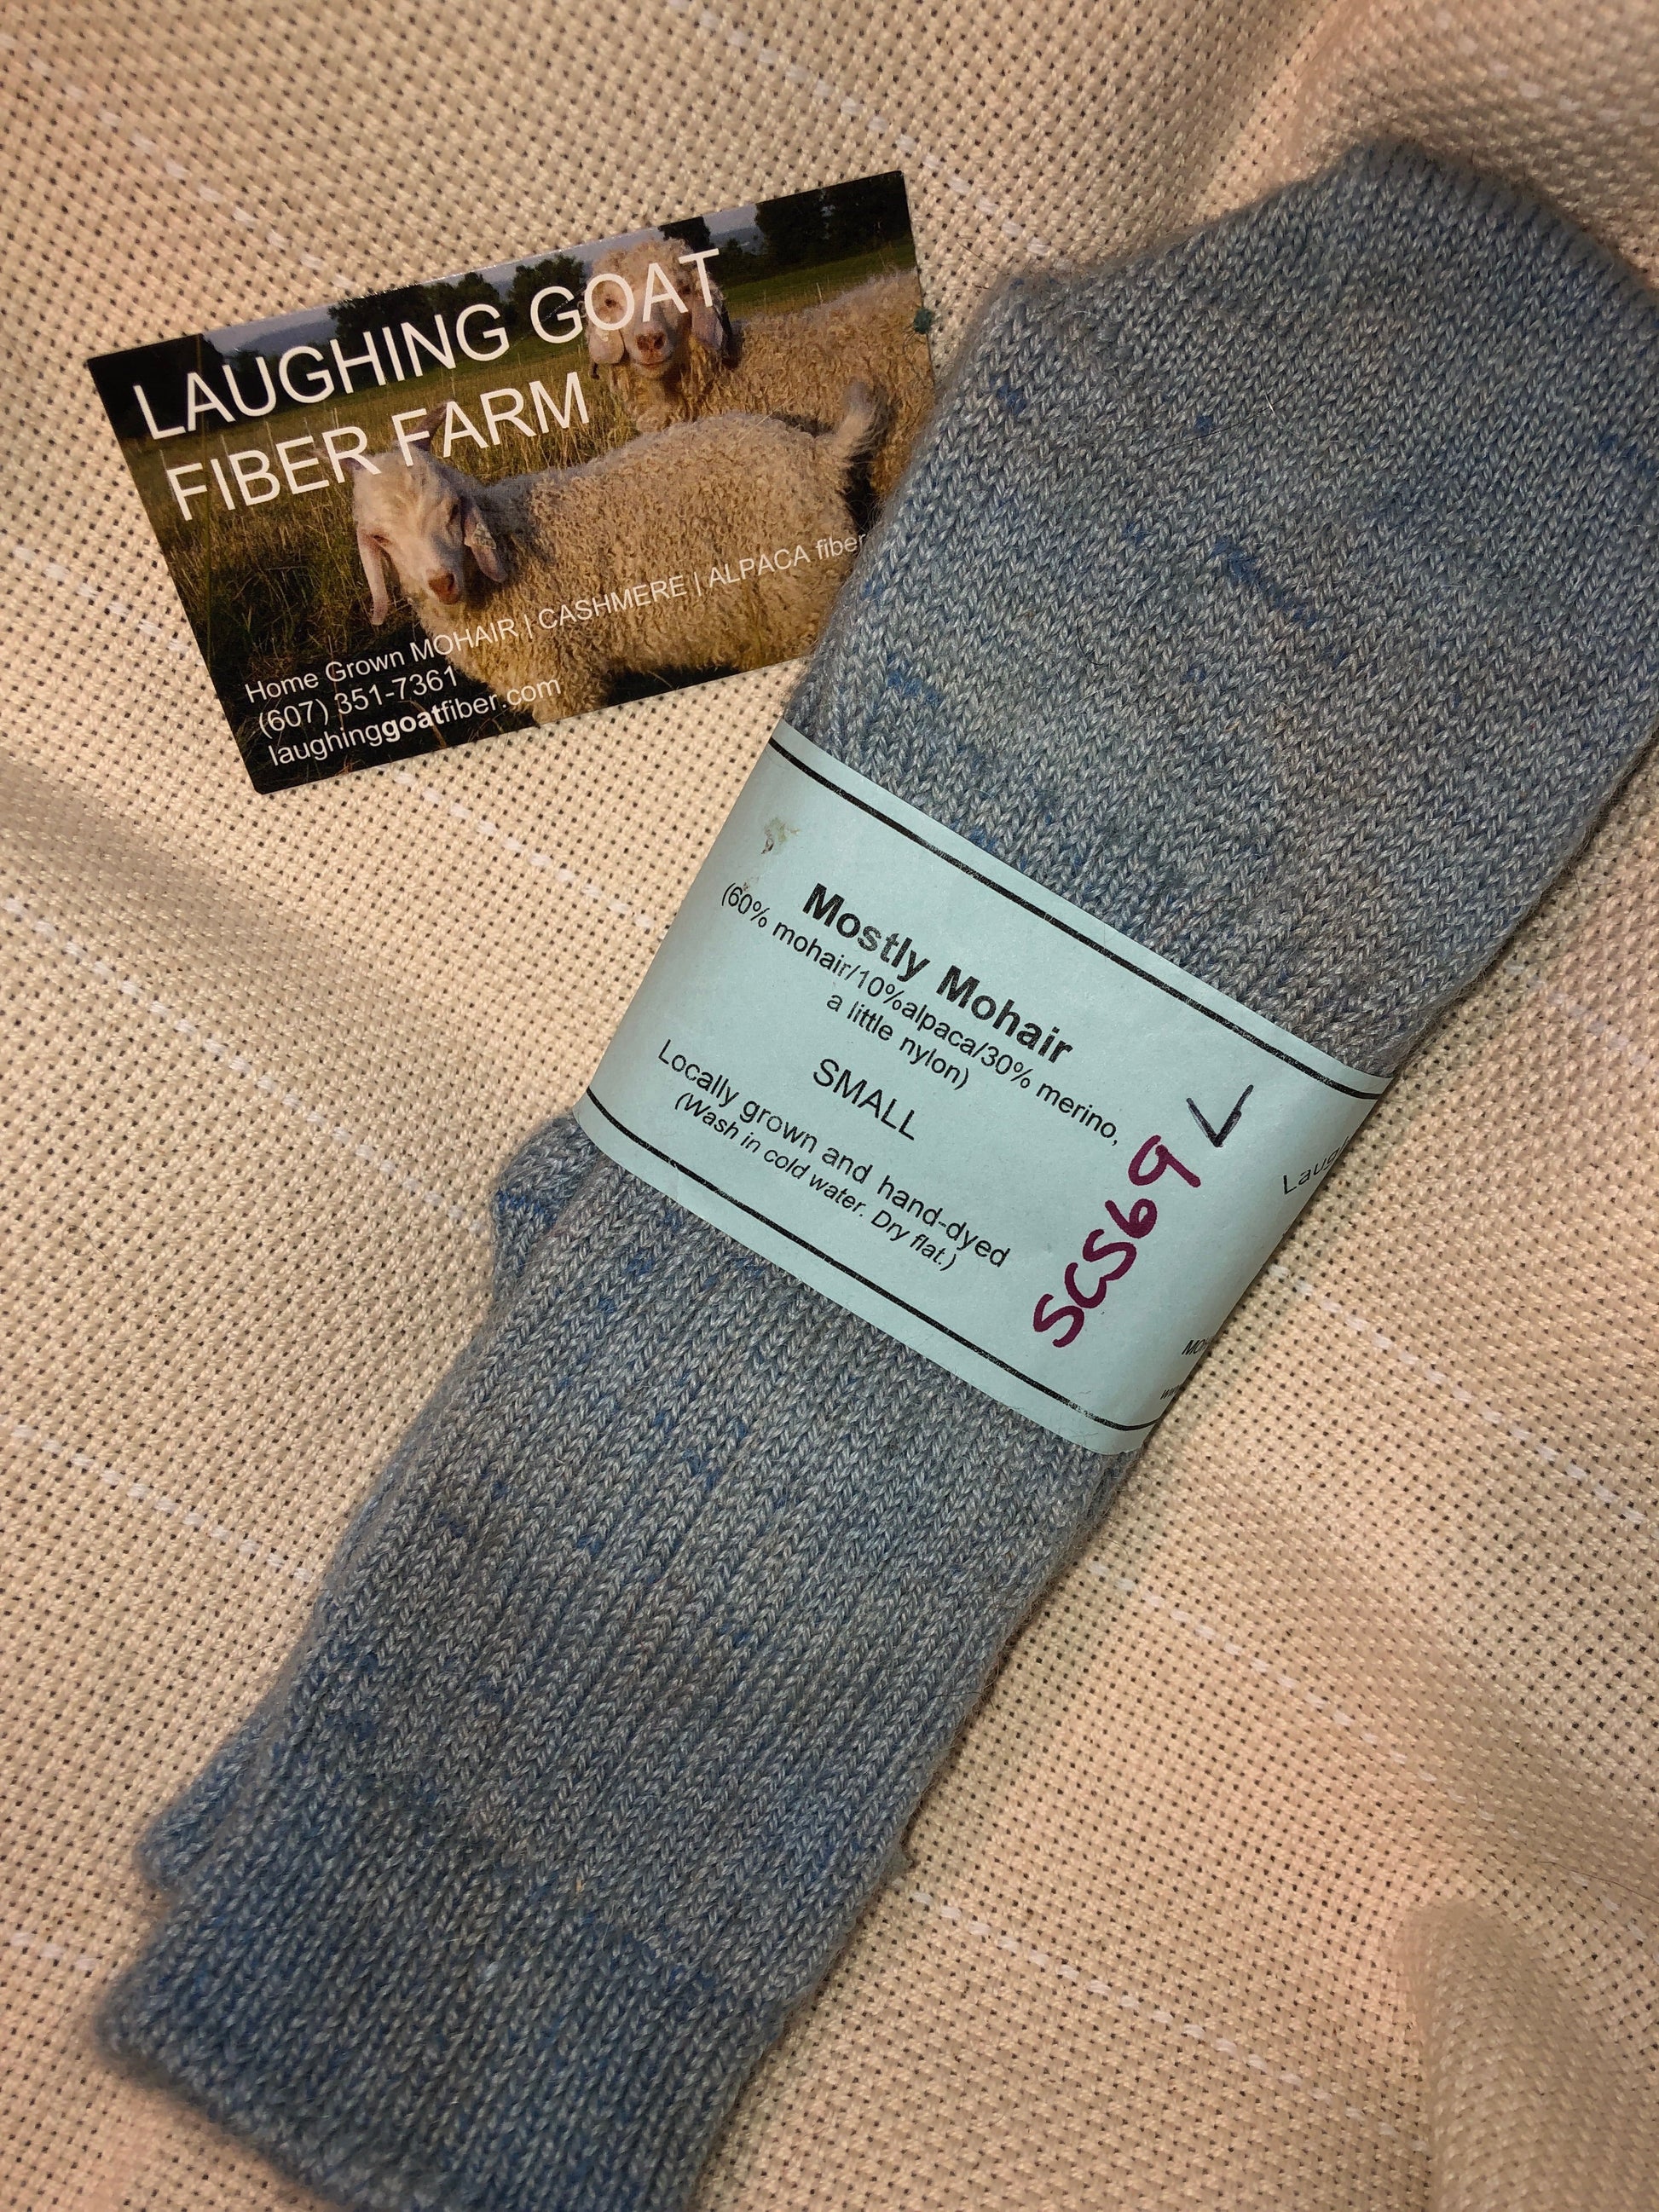 LAUGHING GOAT
FIBER FARM
Home Grown MOHAIR | CASHMERE | ALPACA fiber
(607) 351-7361
laughinggoatfiber.com
Mostly Mohair
(60% mohair/10%alpaca/30% merino,
a little nylon)
SMALL
Locally grown and hand-dyed
(Wash in cold water. Dry flat.)
SCS69